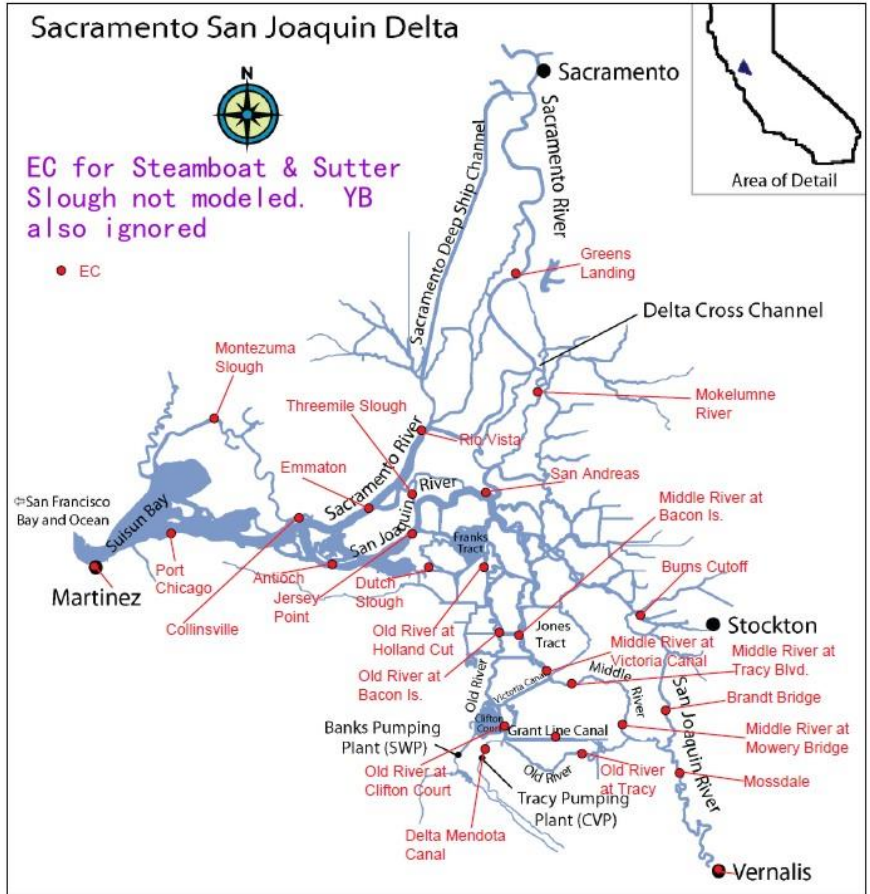 Sacramento San Joaquin Delta
N
Sacramento
Area of Detail
EC for Steamboat & Sutter
Slough not modeled. YB
also ignored
EC
Sacramento Deep Ship Channel
Sacramento River
Greens
Landing
Delta Cross Channel
Montezuma
Slough
Threemile Slough
Mokelumne
River
Rio Vista
Emmaton
Sacramento River
San Andreas
⇦San Francisco
Bay and Ocean
Suisun Bay
San Joaquin
River
Middle River at
Bacon Is.
Franks
Tract
Port
Chicago
Martinez
Antioch
Jersey
Point
Dutch
Slough
Burns Cutoff
Collinsville
Stockton
Old River at
Holland Cut
Jones
Tract
Middle River at
Victoria Canal
Middle River at
Tracy Blvd.
Old River at
Bacon Is.
Old River
Victoria Canal
Middle
River
San Joaquin River
Brandt Bridge
Clifton
Court
Grant Line Canal
Banks Pumping
Plant (SWP)
Middle River at
Mowery Bridge
Old River at
Clifton Court
Old River
Old River
at Tracy
Mossdale
Tracy Pumping
Plant (CVP)
Delta Mendota
Canal
Vernalis